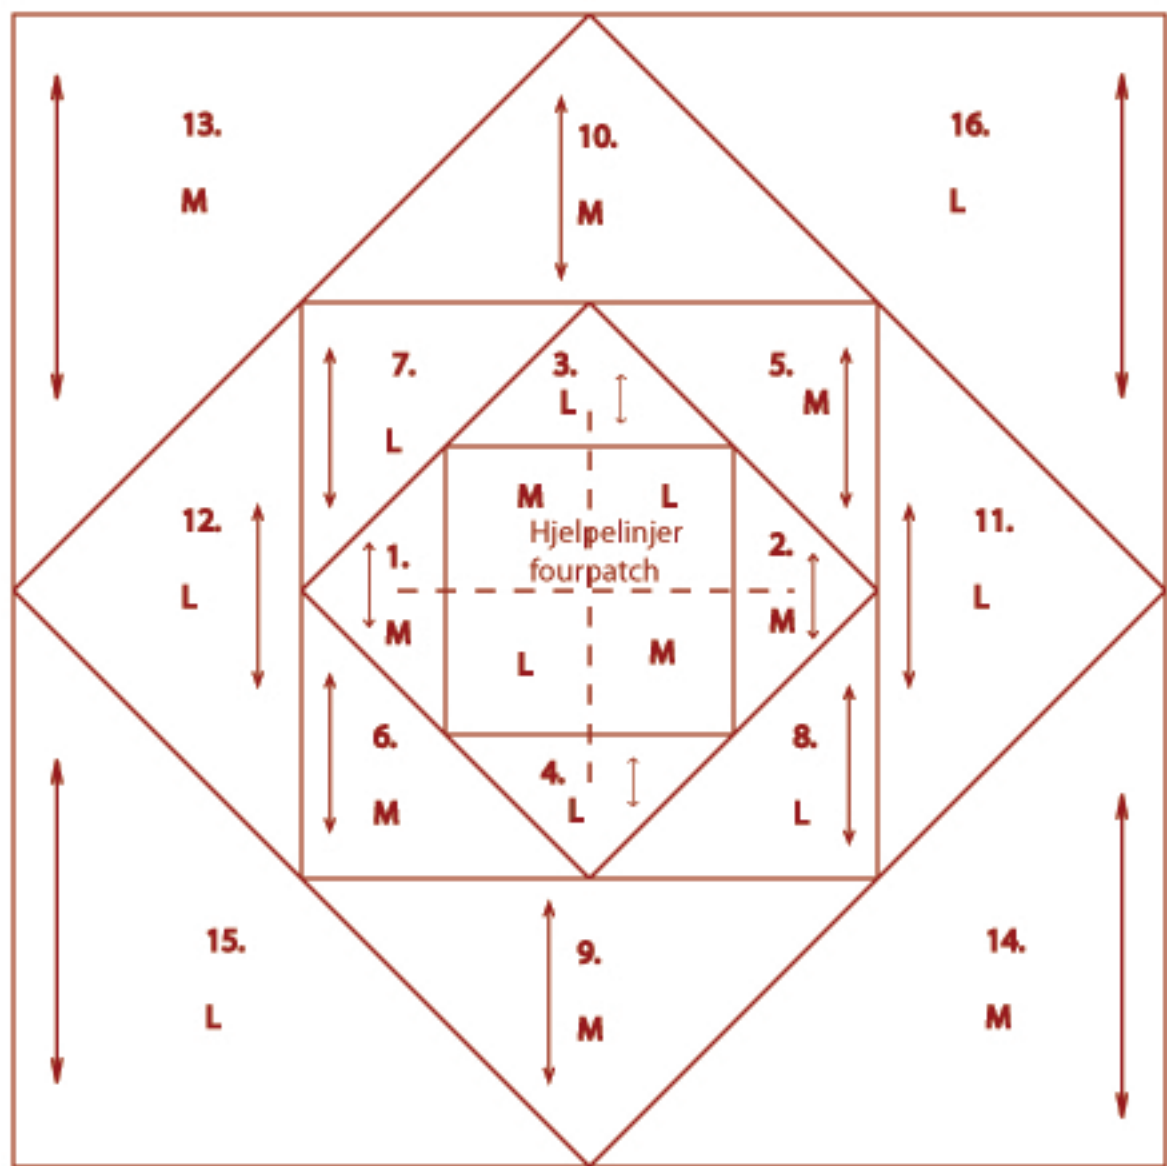 13.
M
10.
M
16.
L
7.
L
3.
L
5.
M
12.
L
1.
M
M L
Hjelpelinjer
fourpatch
L M
2.
M
11.
L
6.
M
4.
L
8.
L
15.
L
9.
M
14.
M